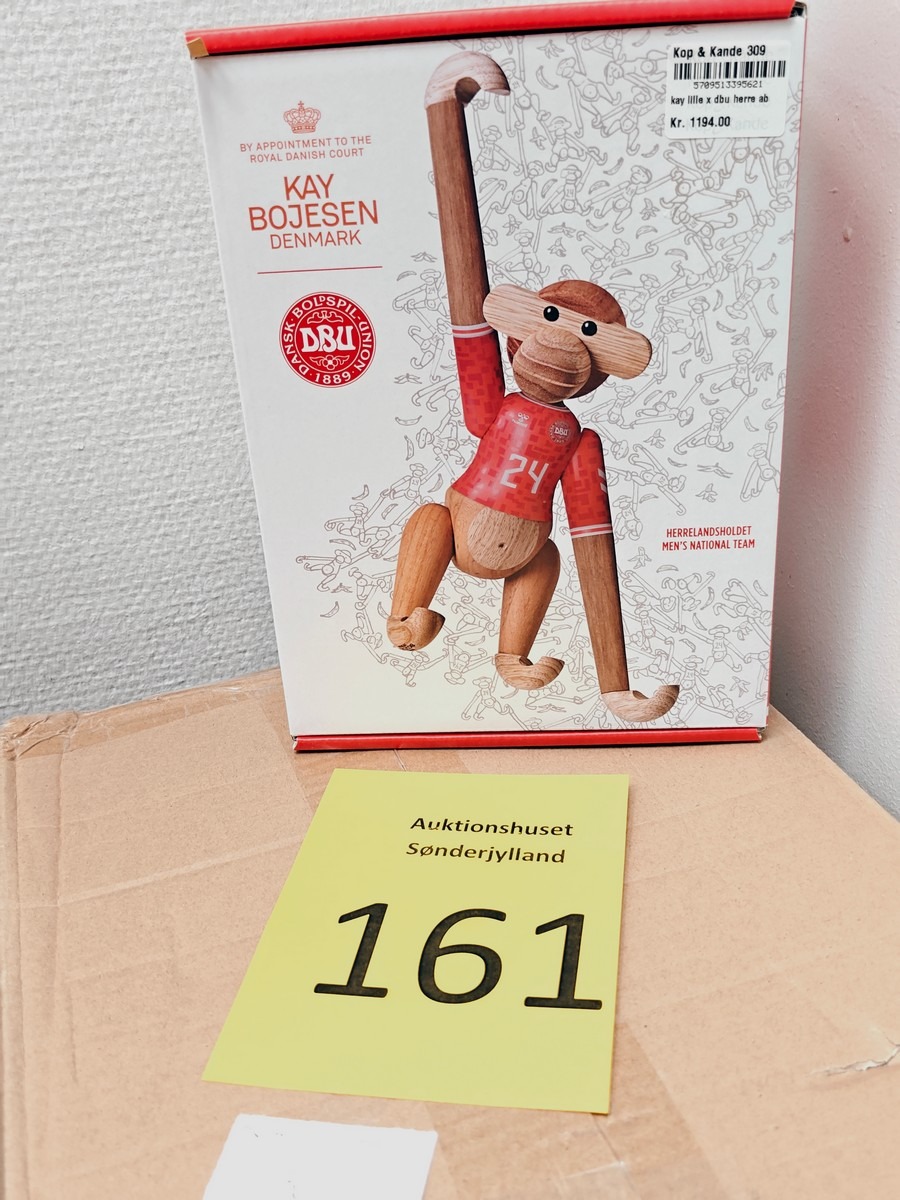 Kop & Kande 309
5709513395621
kay lille x dbu herre ab
Kr. 1194.00
BY APPOINTMENT TO THE
ROYAL DANISH COURT
KAY
BOJESEN
DENMARK
DANSK · BOLDSPIL · UNION
DBU
· 1889 ·
DBU
24
HERRELANDSHOLDET
MEN'S NATIONAL TEAM
Auktionshuset
Sønderjylland
161